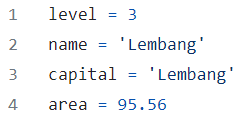 1 level = 3
2 name = 'Lembang'
3 capital = 'Lembang'
4 area = 95.56